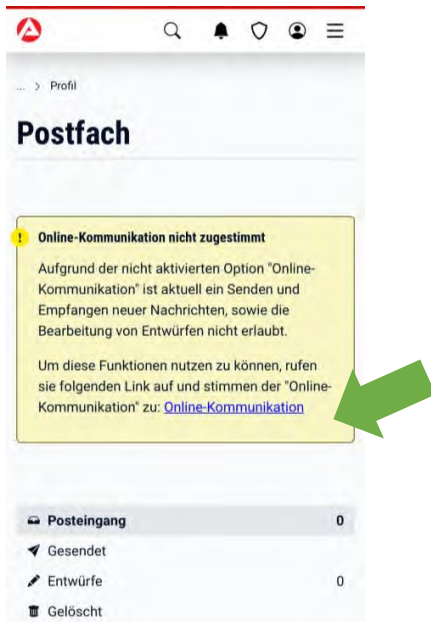 ... > Profil
Postfach
! Online-Kommunikation nicht zugestimmt
Aufgrund der nicht aktivierten Option "Online-
Kommunikation" ist aktuell ein Senden und
Empfangen neuer Nachrichten, sowie die
Bearbeitung von Entwürfen nicht erlaubt.
Um diese Funktionen nutzen zu können, rufen
sie folgenden Link auf und stimmen der "Online-
Kommunikation" zu: Online-Kommunikation
Posteingang 0
Gesendet
Entwürfe 0
Gelöscht